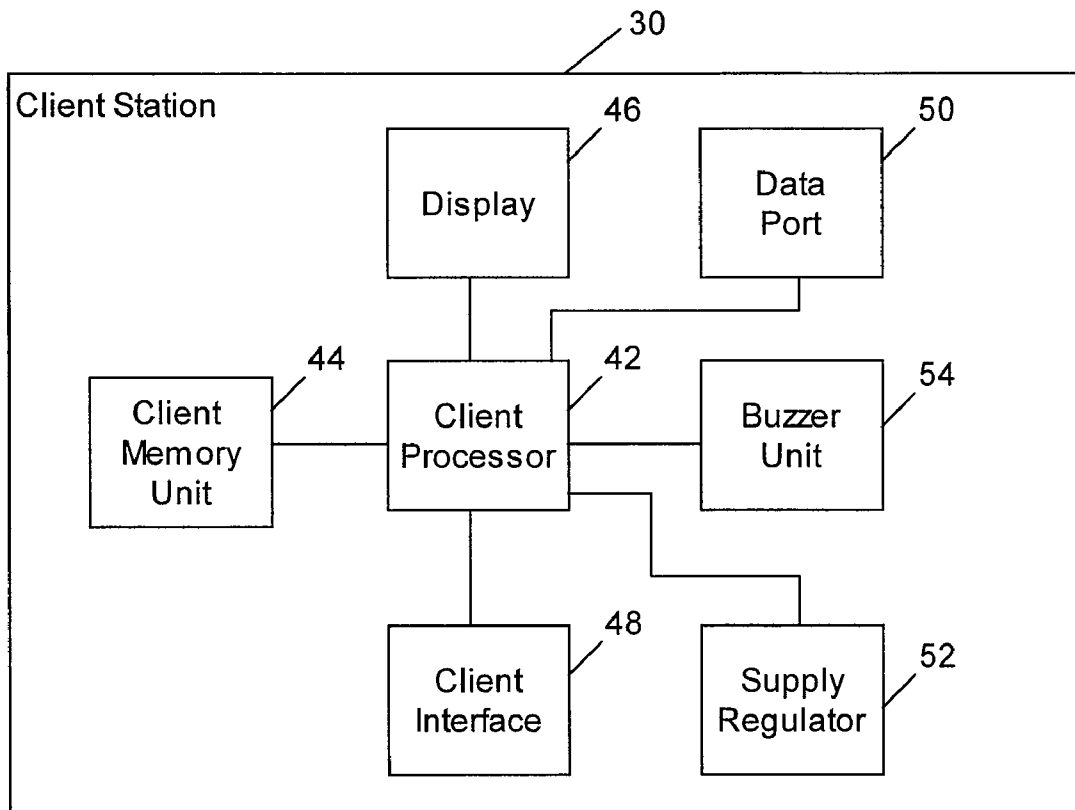 30
Client Station
46
50
Display
Data
Port
44
42
54
Client
Memory
Unit
Client
Processor
Buzzer
Unit
48
52
Client
Interface
Supply
Regulator